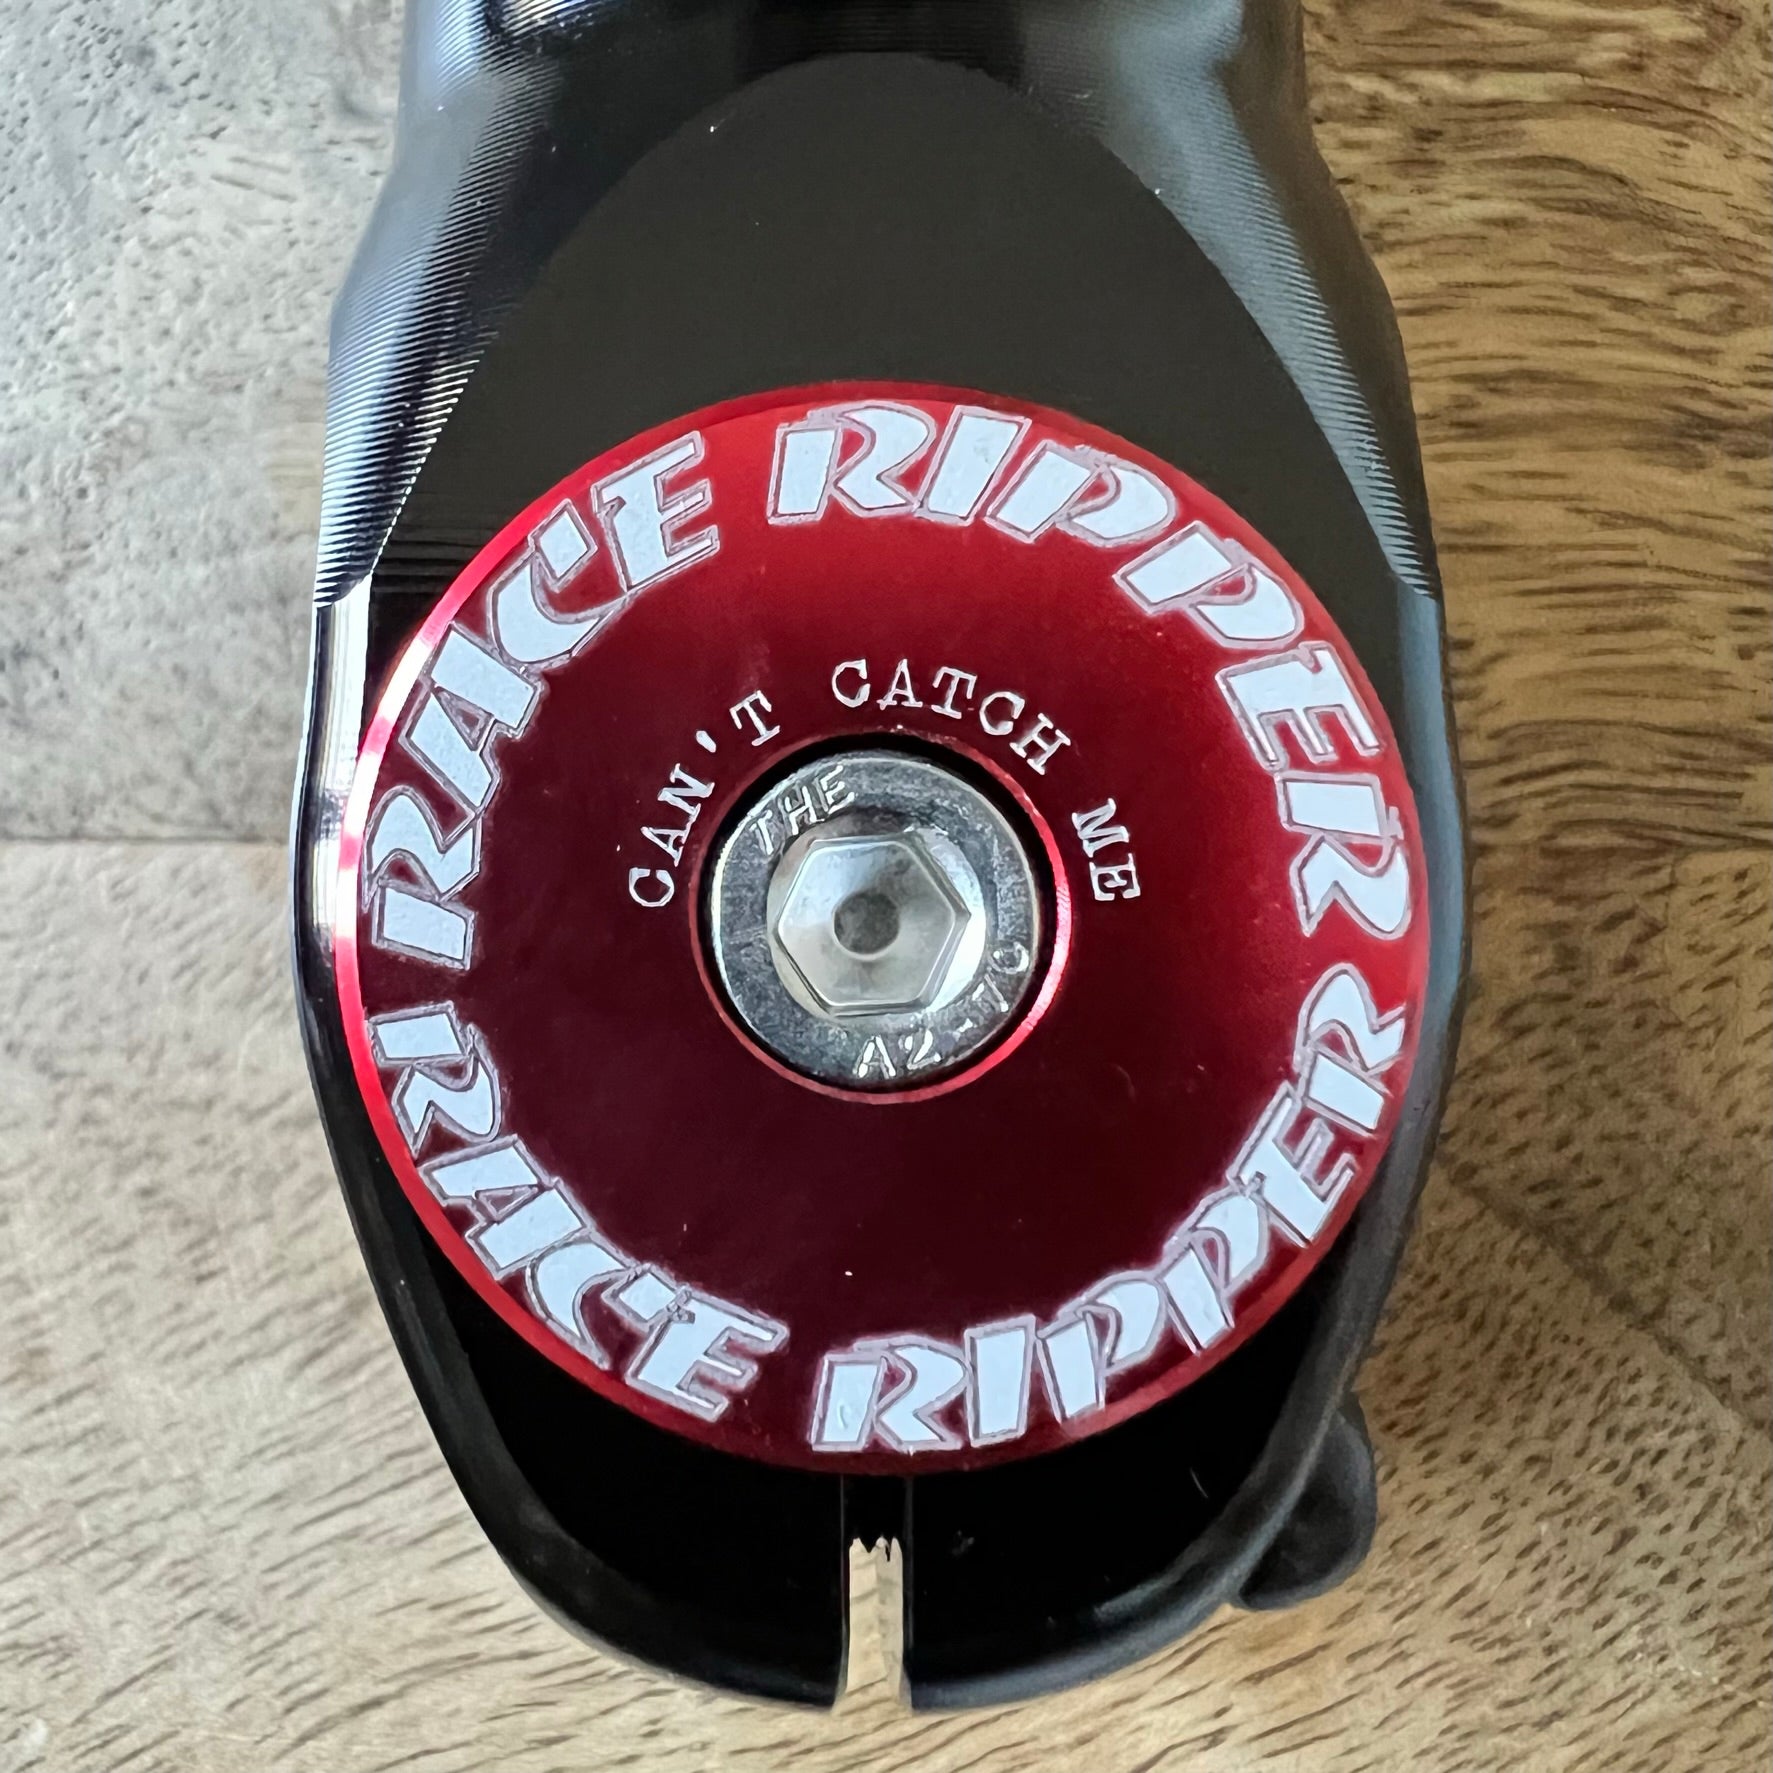 RACE RIPPER
CAN'T CATCH ME
THE
A2-70
RACE RIPPER